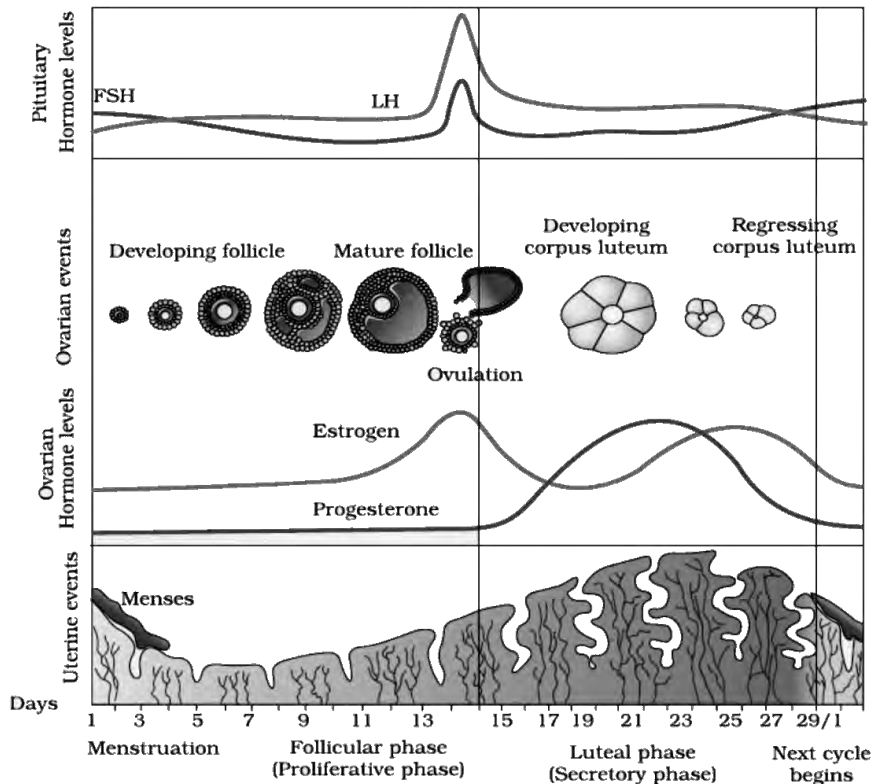 Pituitary
Hormone levels
FSH
LH
Ovarian events
Developing follicle
Mature follicle
Developing
corpus luteum
Regressing
corpus luteum
Ovulation
Ovarian
Hormone levels
Estrogen
Progesterone
Uterine events
Menses
Days
1 3 5 7 9 11 13 15 17 19 21 23 25 27 29/1
Menstruation
Follicular phase
(Proliferative phase)
Luteal phase
(Secretory phase)
Next cycle
begins